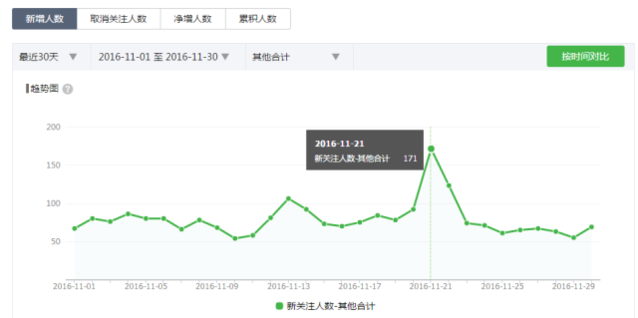 新增人数 取消关注人数 净增人数 累积人数
最近30天 2016-11-01 至 2016-11-30 其他合计 按时间对比
趋势图 ?
200
150
100
50
2016-11-21
新关注人数-其他合计 171
2016-11-01 2016-11-05 2016-11-09 2016-11-13 2016-11-17 2016-11-21 2016-11-25 2016-11-29
新关注人数-其他合计